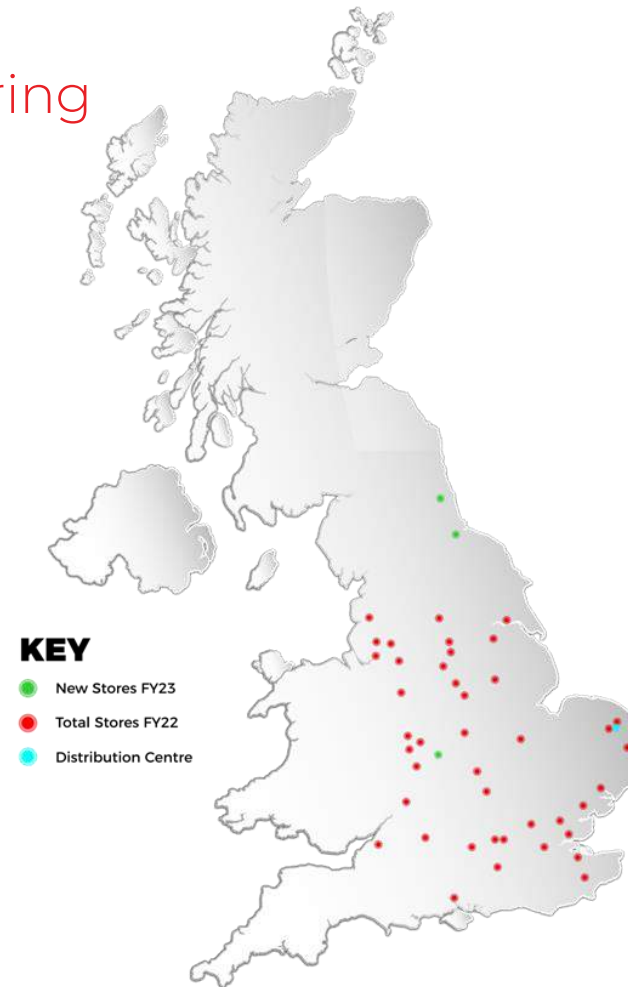 ring
KEY
New Stores FY23
Total Stores FY22
Distribution Centre